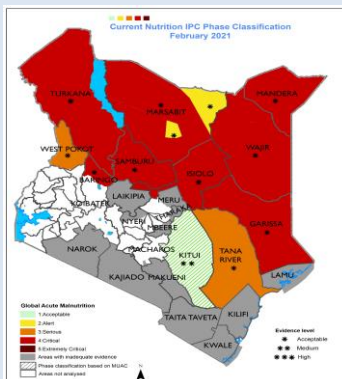 Current Nutrition IPC Phase Classification
February 2021
TURKANA
MANDERA
MARSABIT
WAJIR
WEST POKOT
SAMBURU
ISIOLO
BARINGO
LAIKIPIA
MERU
KOIBATEK
THARAKA
NYERI
MBEERE
GARISSA
MACHAKOS
KITUI
TANA
RIVER
NAROK
KAJIADO
MAKUENI
LAMU
TAITA TAVETA
KILIFI
KWALE
Global Acute Malnutrition
1.Acceptable
2.Alert
3.Serious
4.Critical
5.Extremely Critical
Areas with inadequate evidence
Phase classification based on MUAC
Areas not analysed
Evidence level
* Acceptable
** Medium
*** High
N